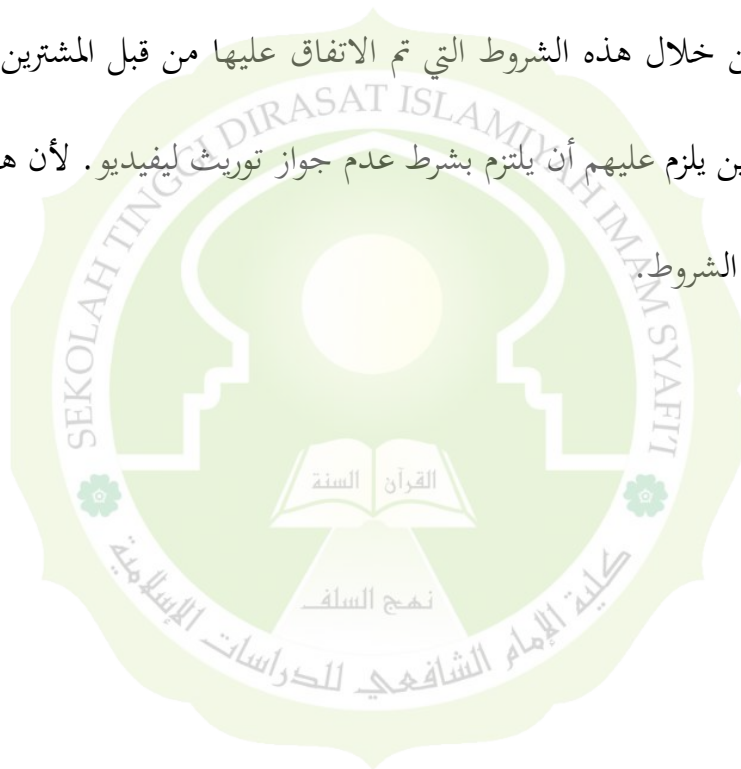 ن خلال هذه الشروط التي تم الاتفاق عليها من قبل المشترين
ين يلزم عليهم أن يلتزم بشرط عدم جواز توريث ليفيديو. لأن ه
الشروط.
SEKOLAH TINGGI DIRASAT ISLAMIYAH IMAM SYAFI'I
القرآن
السنة
نهج السلف
كلية الإمام الشافعي للدراسات الإسلامية